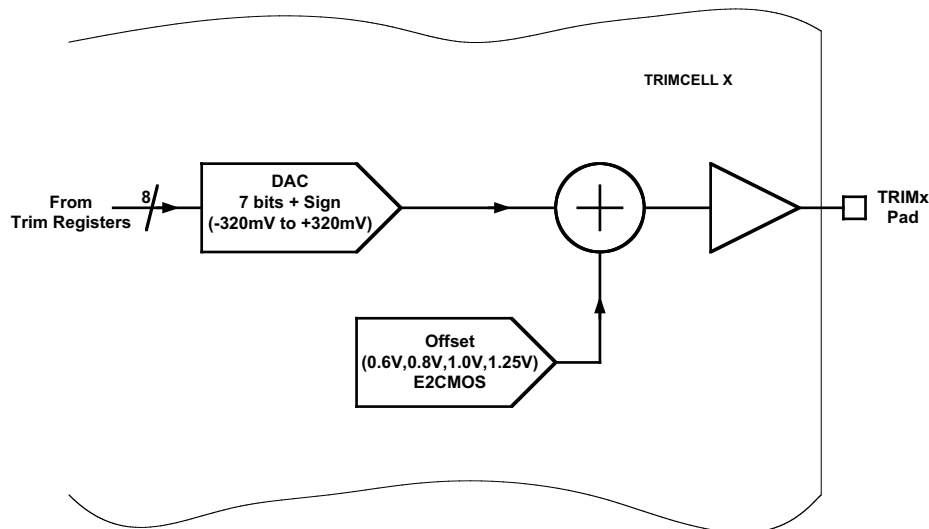 TRIMCELL X
From
Trim Registers
8
DAC
7 bits + Sign
(-320mV to +320mV)
TRIMx
Pad
Offset
(0.6V,0.8V,1.0V,1.25V)
E2CMOS